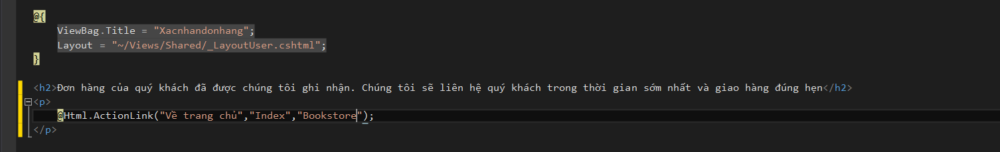 @{
ViewBag.Title = "Xacnhandonhang";
Layout = "~/Views/Shared/_LayoutUser.cshtml";
}
<h2>Đơn hàng của quý khách đã được chúng tôi ghi nhận. Chúng tôi sẽ liên hệ quý khách trong thời gian sớm nhất và giao hàng đúng hẹn</h2>
<p>
@Html.ActionLink("Về trang chủ","Index","Bookstore");
</p>